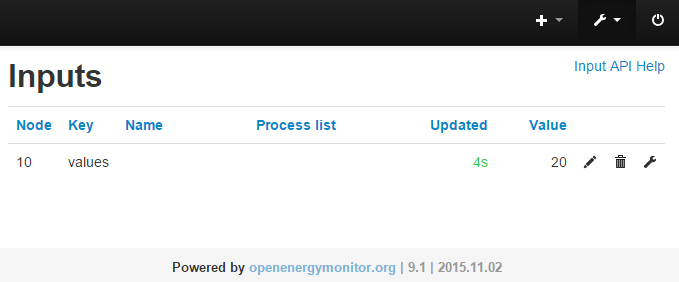 Inputs
Input API Help
Node Key Name Process list Updated Value
10 values 4s 20
Powered by openenergymonitor.org | 9.1 | 2015.11.02